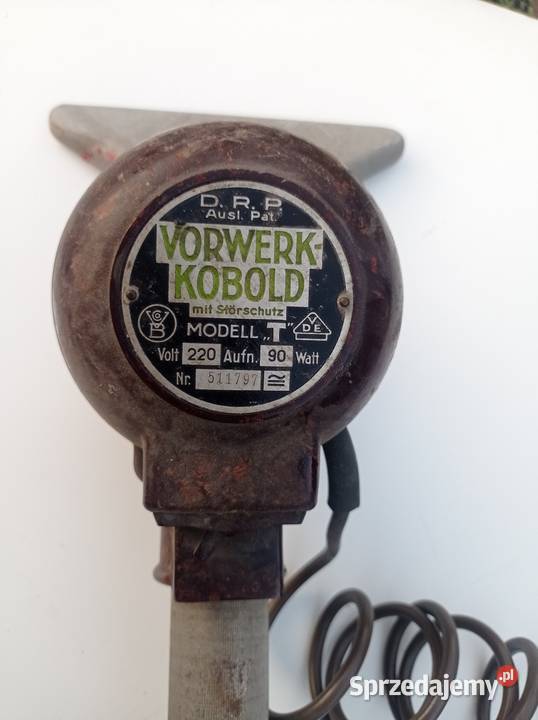 D. R. P.
Ausl. Pat.
VORWERK-
KOBOLD
mit Störschutz
MODELL „T"
VDE
Volt 220 Aufn. 90 Watt
Nr. 511797
Sprzedajemy.pl